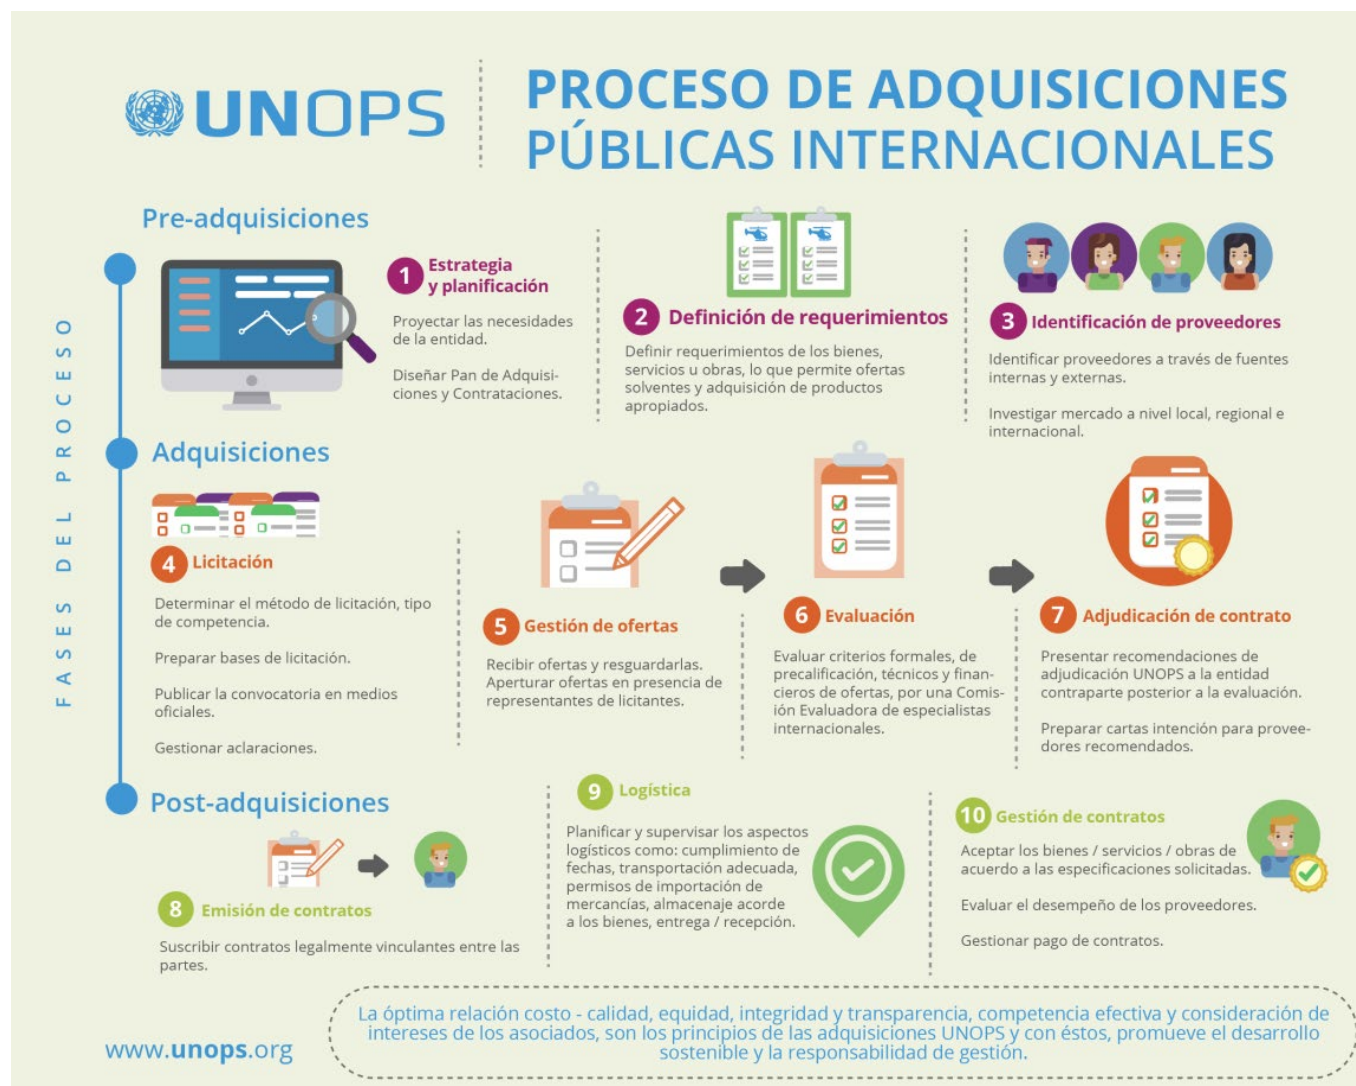 UNOPS
PROCESO DE ADQUISICIONES
PÚBLICAS INTERNACIONALES
FASES DEL PROCESO
Pre-adquisiciones
1 Estrategia
y planificación
Proyectar las necesidades
de la entidad.
Diseñar Pan de Adquisi-
ciones y Contrataciones.
2 Definición de requerimientos
Definir requerimientos de los bienes,
servicios u obras, lo que permite ofertas
solventes y adquisición de productos
apropiados.
3 Identificación de proveedores
Identificar proveedores a través de fuentes
internas y externas.
Investigar mercado a nivel local, regional e
internacional.
Adquisiciones
4 Licitación
Determinar el método de licitación, tipo
de competencia.
Preparar bases de licitación.
Publicar la convocatoria en medios
oficiales.
Gestionar aclaraciones.
5 Gestión de ofertas
Recibir ofertas y resguardarlas.
Aperturar ofertas en presencia de
representantes de licitantes.
6 Evaluación
Evaluar criterios formales, de
precalificación, técnicos y finan-
cieros de ofertas, por una Comis-
ión Evaluadora de especialistas
internacionales.
7 Adjudicación de contrato
Presentar recomendaciones de
adjudicación UNOPS a la entidad
contraparte posterior a la evaluación.
Preparar cartas intención para provee-
dores recomendados.
Post-adquisiciones
8 Emisión de contratos
Suscribir contratos legalmente vinculantes entre las
partes.
9 Logística
Planificar y supervisar los aspectos
logísticos como: cumplimiento de
fechas, transportación adecuada,
permisos de importación de
mercancías, almacenaje acorde
a los bienes, entrega / recepción.
10 Gestión de contratos
Aceptar los bienes / servicios / obras de
acuerdo a las especificaciones solicitadas.
Evaluar el desempeño de los proveedores.
Gestionar pago de contratos.
www.unops.org
La óptima relación costo - calidad, equidad, integridad y transparencia, competencia efectiva y consideración de
intereses de los asociados, son los principios de las adquisiciones UNOPS y con éstos, promueve el desarrollo
sostenible y la responsabilidad de gestión.